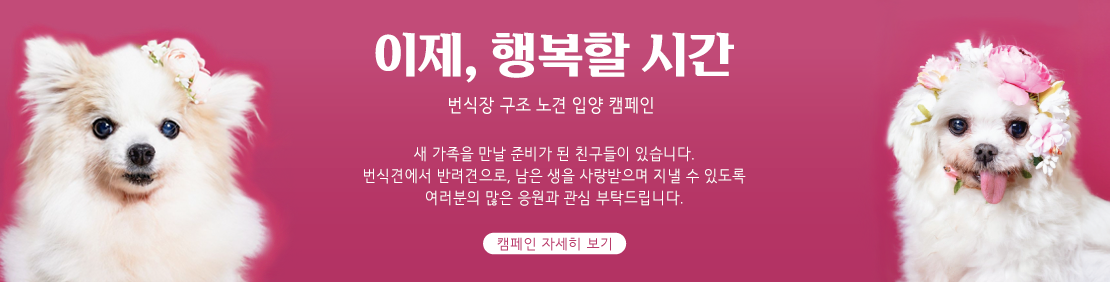 이제, 행복할 시간
번식장 구조 노견 입양 캠페인
새 가족을 만날 준비가 된 친구들이 있습니다.
번식견에서 반려견으로, 남은 생을 사랑받으며 지낼 수 있도록
여러분의 많은 응원과 관심 부탁드립니다.
캠페인 자세히 보기